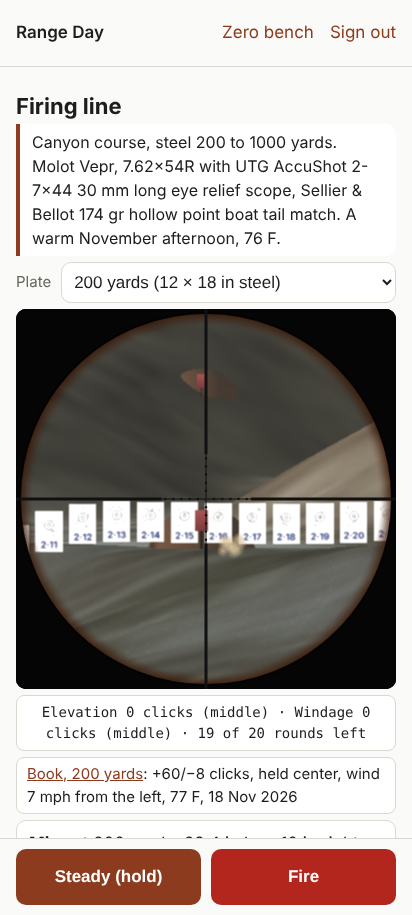 Range Day
Zero bench
Sign out
Firing line
Canyon course, steel 200 to 1000 yards.
Molot Vepr, 7.62×54R with UTG AccuShot 2-
7×44 30 mm long eye relief scope, Sellier &
Bellot 174 gr hollow point boat tail match. A
warm November afternoon, 76 F.
Plate
200 yards (12 × 18 in steel)
2-11
2-12
2-13
2-14
2-15
2-16
2-17
2-18
2-19
2-20
Elevation 0 clicks (middle) · Windage 0
clicks (middle) · 19 of 20 rounds left
Book, 200 yards: +60/−8 clicks, held center, wind
7 mph from the left, 77 F, 18 Nov 2026
Steady (hold)
Fire